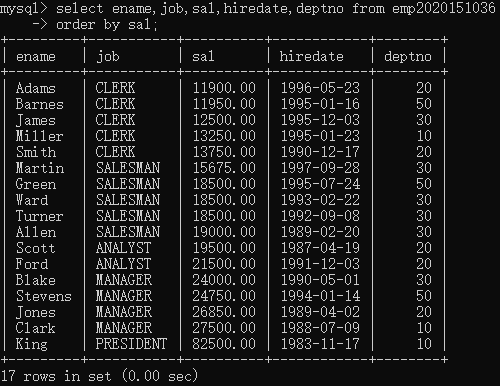 mysql> select ename,job,sal,hiredate,deptno from emp2020151036
    -> order by sal;
+---------+-----------+----------+------------+--------+
| ename   | job       | sal      | hiredate   | deptno |
+---------+-----------+----------+------------+--------+
| Adams   | CLERK     | 11900.00 | 1996-05-23 |     20 |
| Barnes  | CLERK     | 11950.00 | 1995-01-16 |     50 |
| James   | CLERK     | 12500.00 | 1995-12-03 |     30 |
| Miller  | CLERK     | 13250.00 | 1995-01-23 |     10 |
| Smith   | CLERK     | 13750.00 | 1990-12-17 |     20 |
| Martin  | SALESMAN  | 15675.00 | 1997-09-28 |     30 |
| Green   | SALESMAN  | 18500.00 | 1995-07-24 |     50 |
| Ward    | SALESMAN  | 18500.00 | 1993-02-22 |     30 |
| Turner  | SALESMAN  | 18500.00 | 1992-09-08 |     30 |
| Allen   | SALESMAN  | 19000.00 | 1989-02-20 |     30 |
| Scott   | ANALYST   | 19500.00 | 1987-04-19 |     20 |
| Ford    | ANALYST   | 21500.00 | 1991-12-03 |     20 |
| Blake   | MANAGER   | 24000.00 | 1990-05-01 |     30 |
| Stevens | MANAGER   | 24750.00 | 1994-01-14 |     50 |
| Jones   | MANAGER   | 26850.00 | 1989-04-02 |     20 |
| Clark   | MANAGER   | 27500.00 | 1988-07-09 |     10 |
| King    | PRESIDENT | 82500.00 | 1983-11-17 |     10 |
+---------+-----------+----------+------------+--------+
17 rows in set (0.00 sec)